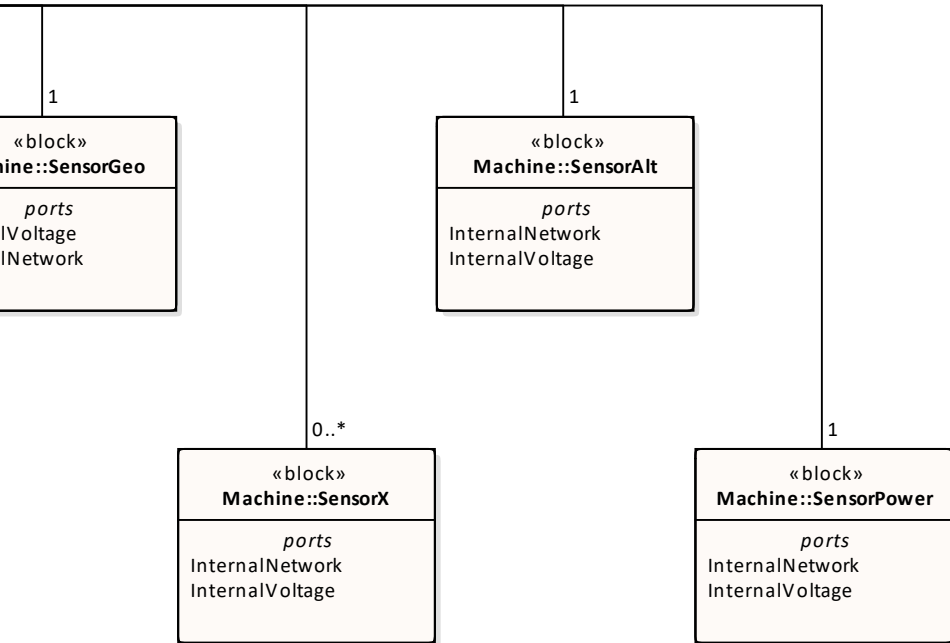 1
1
«block»
ine::SensorGeo
ports
lVoltage
lNetwork
«block»
Machine::SensorAlt
ports
InternalNetwork
InternalVoltage
0..*
1
«block»
Machine::SensorX
ports
InternalNetwork
InternalVoltage
«block»
Machine::SensorPower
ports
InternalNetwork
InternalVoltage